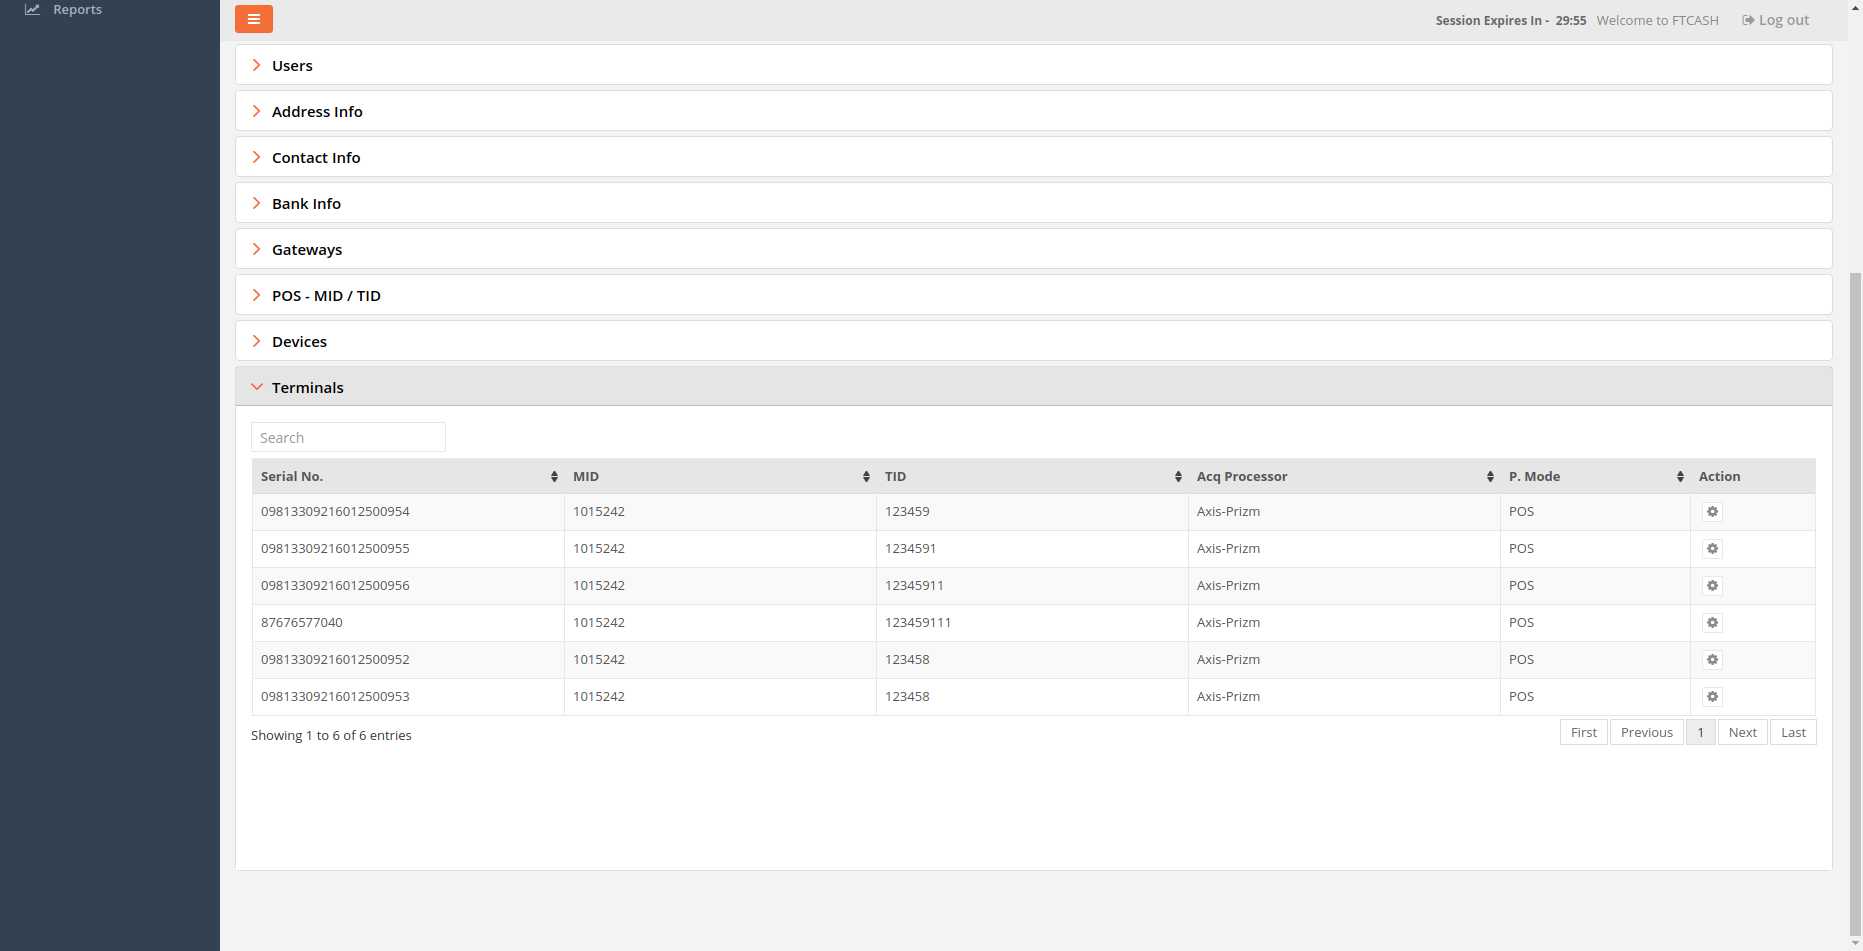 Reports
Session Expires In - 29:55 Welcome to FTCASH Log out
Users
Address Info
Contact Info
Bank Info
Gateways
POS - MID / TID
Devices
Terminals
Search
Serial No. MID TID Acq Processor P. Mode Action
09813309216012500954 1015242 123459 Axis-Prizm POS
09813309216012500955 1015242 1234591 Axis-Prizm POS
09813309216012500956 1015242 12345911 Axis-Prizm POS
87676577040 1015242 123459111 Axis-Prizm POS
09813309216012500952 1015242 123458 Axis-Prizm POS
09813309216012500953 1015242 123458 Axis-Prizm POS
Showing 1 to 6 of 6 entries First Previous 1 Next Last